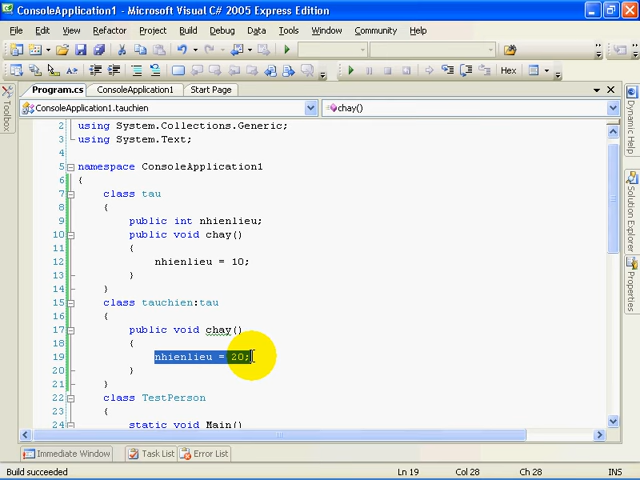 ConsoleApplication1 - Microsoft Visual C# 2005 Express Edition
File Edit View Refactor Project Build Debug Data Tools Window Community Help
Hex
Program.cs ConsoleApplication1 Start Page
ConsoleApplication1.tauchien chay()
2 using System.Collections.Generic;
3 using System.Text;
4
5 namespace ConsoleApplication1
6 {
7 class tau
8 {
9 public int nhienlieu;
10 public void chay()
11 {
12 nhienlieu = 10;
13 }
14 }
15 class tauchien:tau
16 {
17 public void chay()
18 {
19 nhienlieu = 20;
20 }
21 }
22 class TestPerson
23 {
24 static void Main()
Toolbox
Dynamic Help
Solution Explorer
Properties
Immediate Window Task List Error List
Build succeeded Ln 19 Col 28 Ch 28 INS